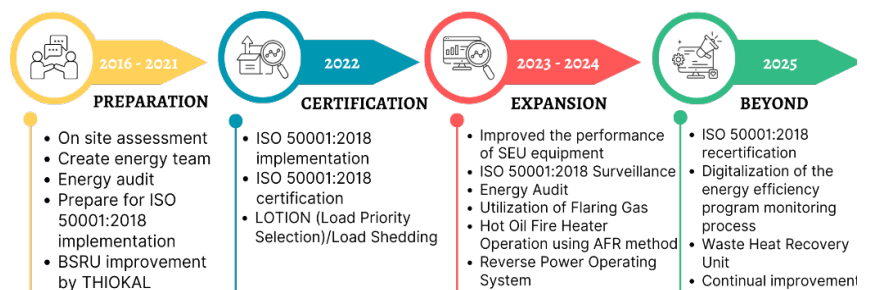 2016 - 2021
PREPARATION
• On site assessment
• Create energy team
• Energy audit
• Prepare for ISO
50001:2018
implementation
• BSRU improvement
by THIOKAL
2022
CERTIFICATION
• ISO 50001:2018
implementation
• ISO 50001:2018
certification
• LOTION (Load Priority
Selection)/Load Shedding
2023 - 2024
EXPANSION
• Improved the performance
of SEU equipment
• ISO 50001:2018 Surveillance
• Energy Audit
• Utilization of Flaring Gas
• Hot Oil Fire Heater
Operation using AFR method
• Reverse Power Operating
System
2025
BEYOND
• ISO 50001:2018
recertification
• Digitalization of the
energy efficiency
program monitoring
process
• Waste Heat Recovery
Unit
• Continual improvement